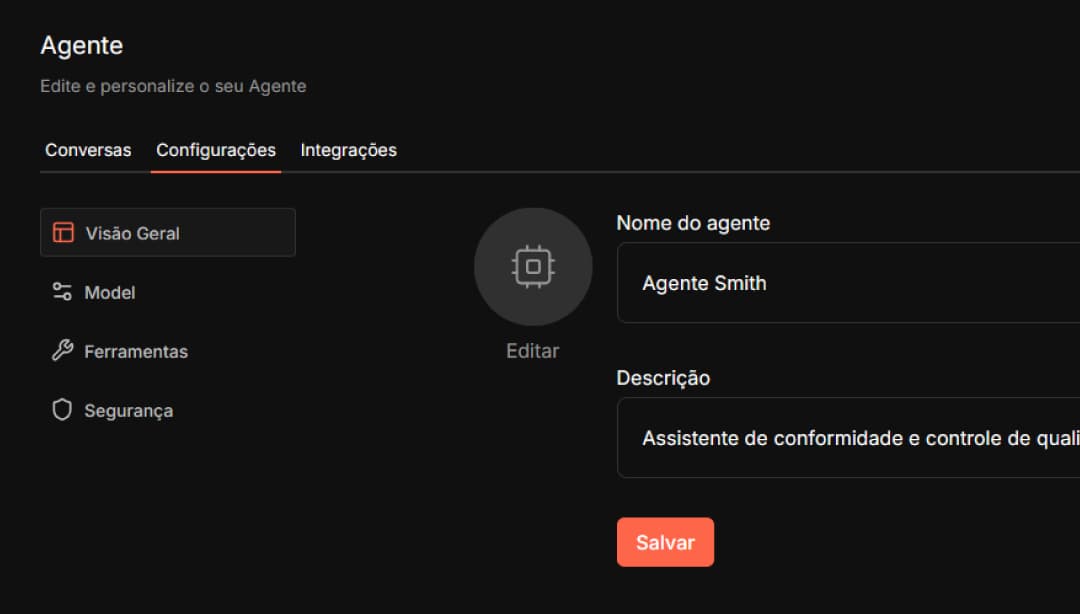 Agente
Edite e personalize o seu Agente
Conversas Configurações Integrações
Visão Geral
Model
Ferramentas
Segurança
Editar
Nome do agente
Agente Smith
Descrição
Assistente de conformidade e controle de quali
Salvar